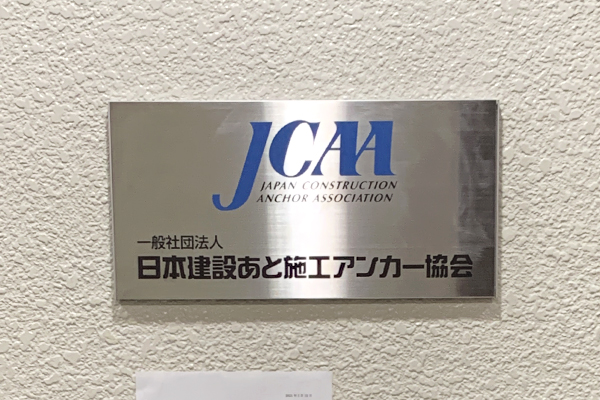 JCAA
JAPAN CONSTRUCTION
ANCHOR ASSOCIATION
一般社団法人
日本建設あと施工アンカー協会